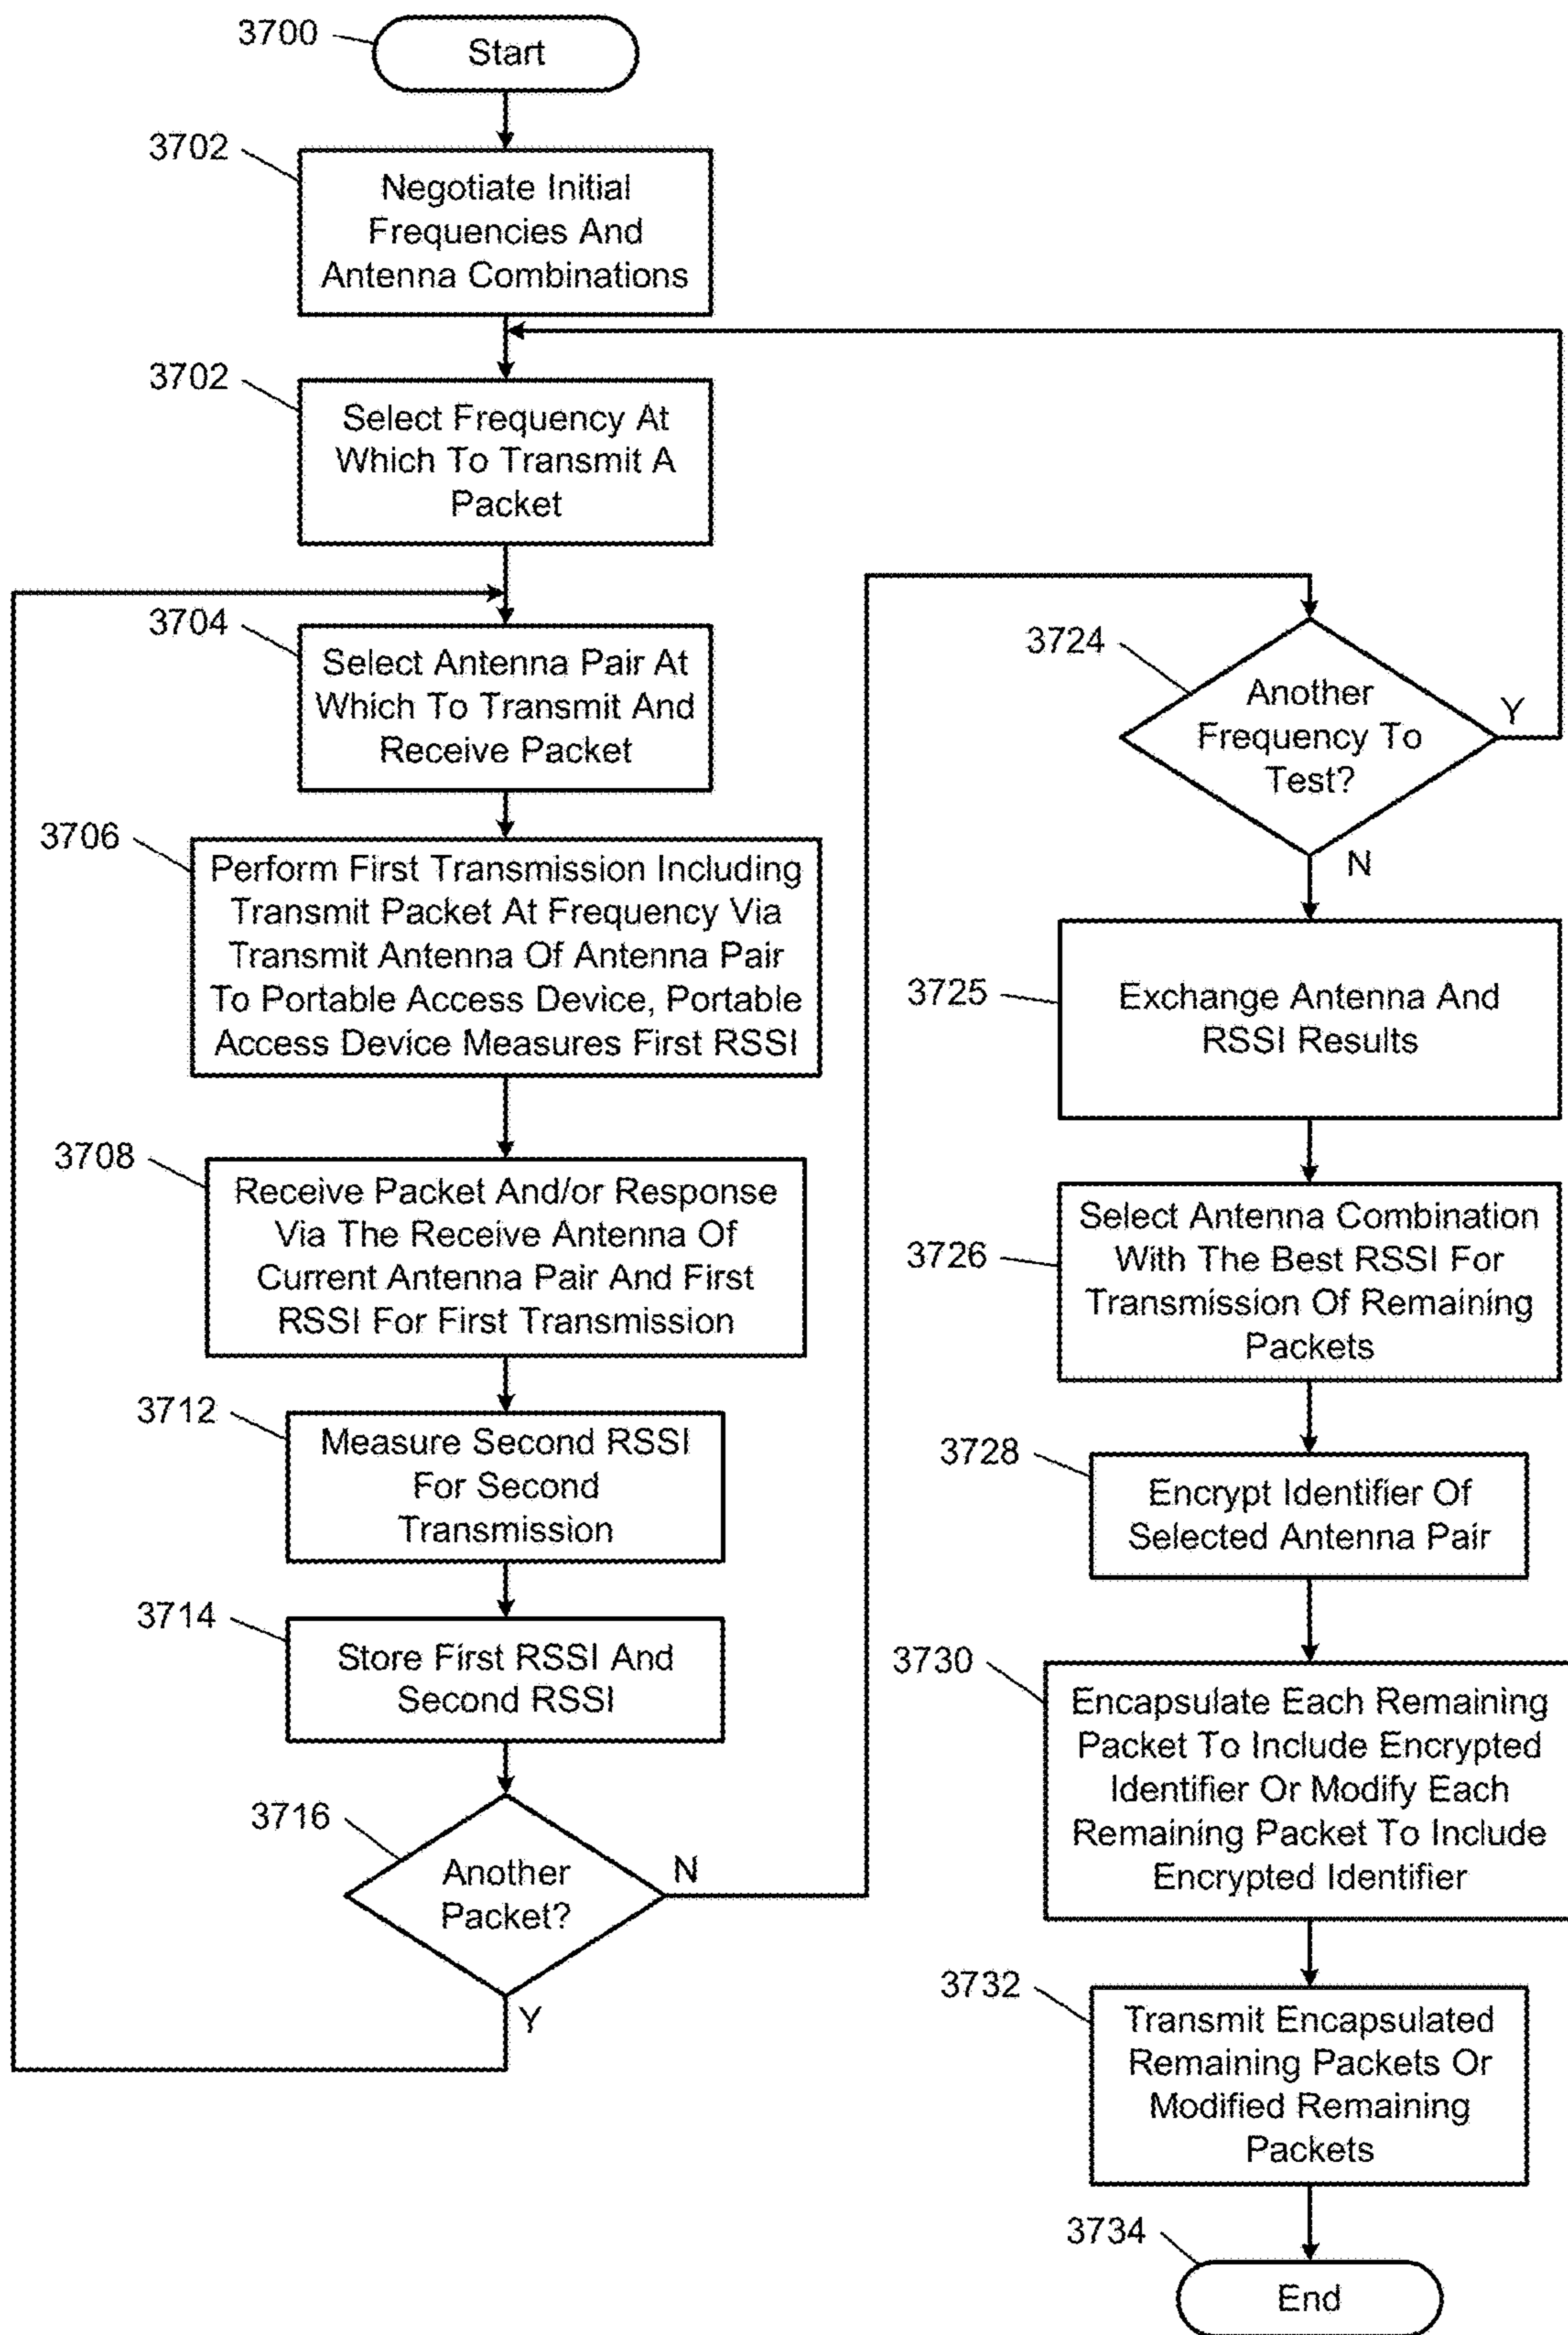 3700
Start
3702
Negotiate Initial
Frequencies And
Antenna Combinations
3702
Select Frequency At
Which To Transmit A
Packet
3704
Select Antenna Pair At
Which To Transmit And
Receive Packet
3706
Perform First Transmission Including
Transmit Packet At Frequency Via
Transmit Antenna Of Antenna Pair
To Portable Access Device, Portable
Access Device Measures First RSSI
3708
Receive Packet And/or Response
Via The Receive Antenna Of
Current Antenna Pair And First
RSSI For First Transmission
3712
Measure Second RSSI
For Second
Transmission
3714
Store First RSSI And
Second RSSI
3716
Another
Packet?
N
Y
3724
Another
Frequency To
Test?
Y
N
3725
Exchange Antenna And
RSSI Results
3726
Select Antenna Combination
With The Best RSSI For
Transmission Of Remaining
Packets
3728
Encrypt Identifier Of
Selected Antenna Pair
3730
Encapsulate Each Remaining
Packet To Include Encrypted
Identifier Or Modify Each
Remaining Packet To Include
Encrypted Identifier
3732
Transmit Encapsulated
Remaining Packets Or
Modified Remaining
Packets
3734
End